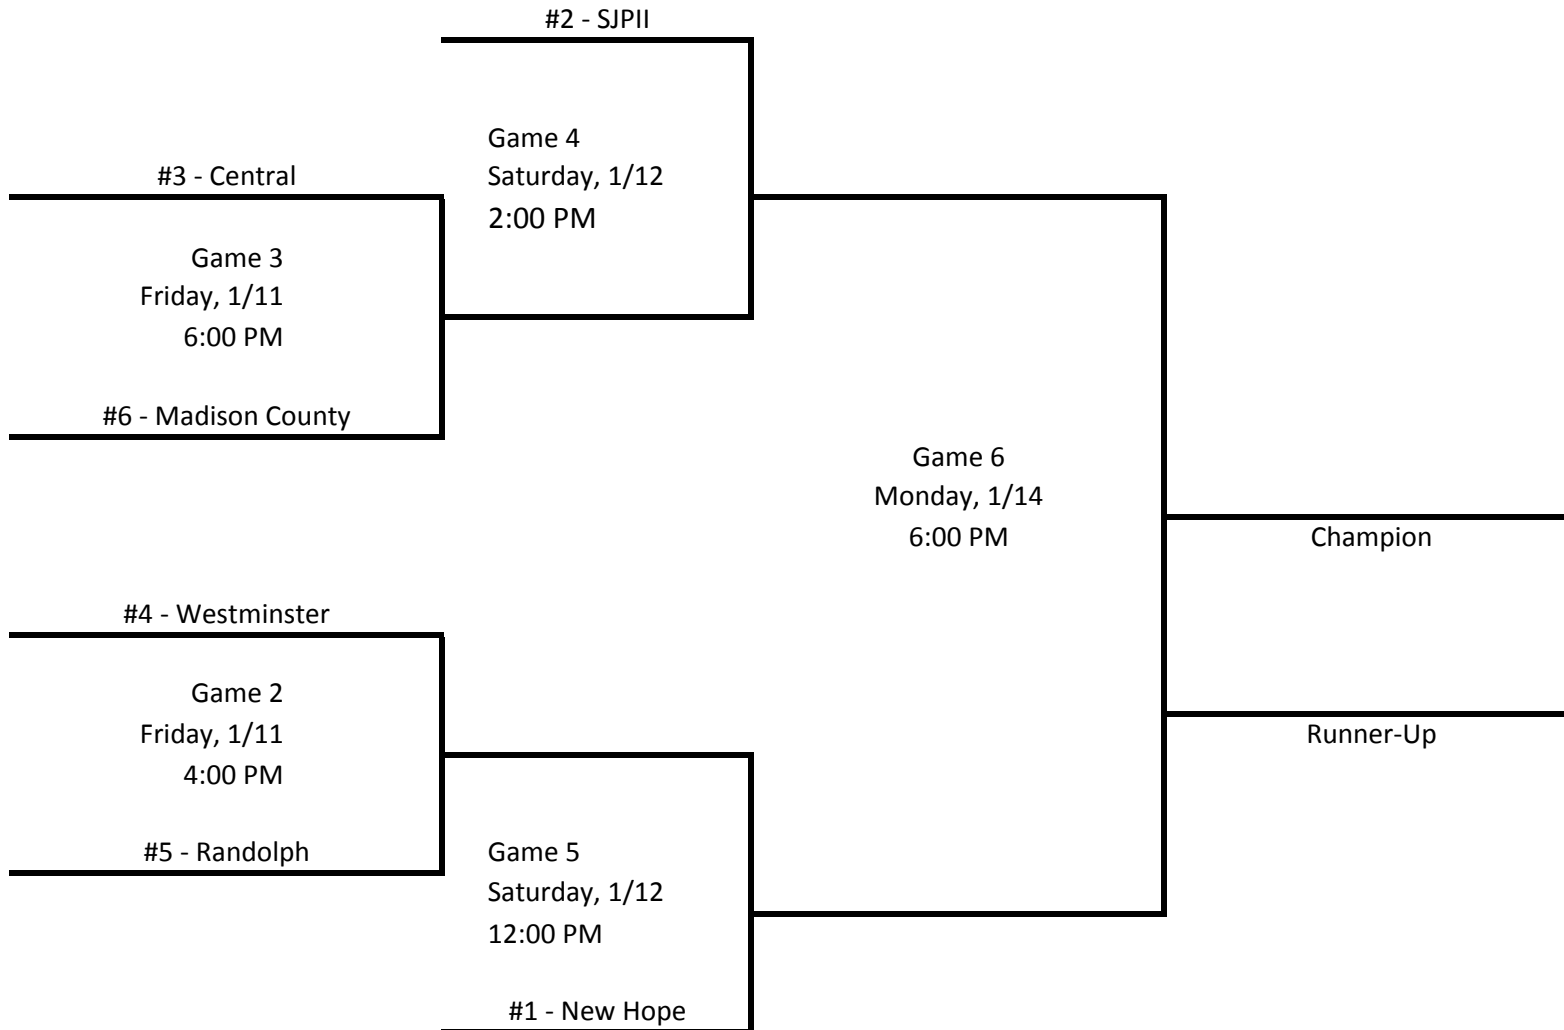 #2 - SJPII
Game 4
Saturday, 1/12
2:00 PM
#3 - Central
Game 3
Friday, 1/11
6:00 PM
#6 - Madison County
Game 6
Monday, 1/14
6:00 PM
Champion
#4 - Westminster
Game 2
Friday, 1/11
4:00 PM
Runner-Up
#5 - Randolph
Game 5
Saturday, 1/12
12:00 PM
#1 - New Hope